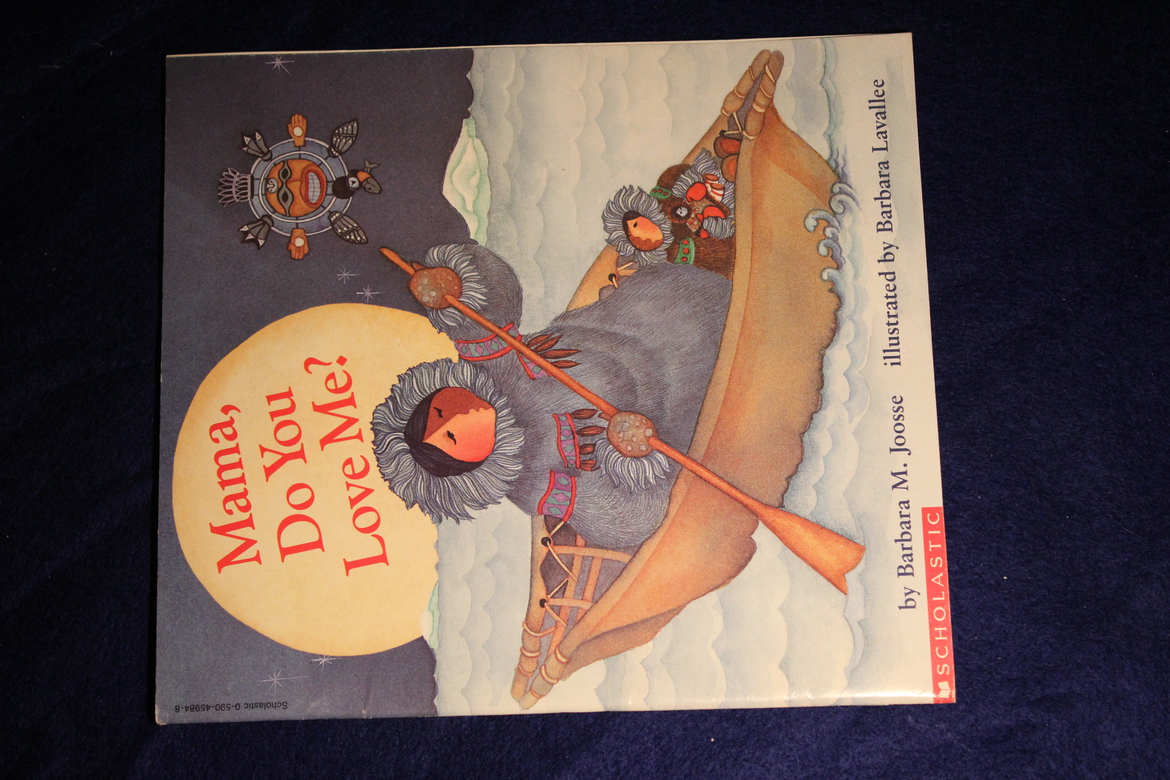 Mama,
Do You
Love Me?
by Barbara M. Joosse illustrated by Barbara Lavallee
SCHOLASTIC
Scholastic 0-590-45984-8